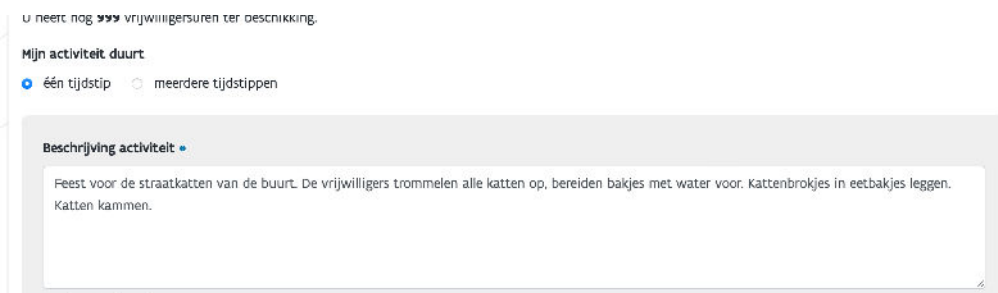 U heeft nog 999 vrijwilligersuren ter beschikking.
Mijn activiteit duurt
één tijdstip meerdere tijdstippen
Beschrijving activiteit *
Feest voor de straatkatten van de buurt. De vrijwilligers trommelen alle katten op, bereiden bakjes met water voor. Kattenbrokjes in eetbakjes leggen.
Katten kammen.